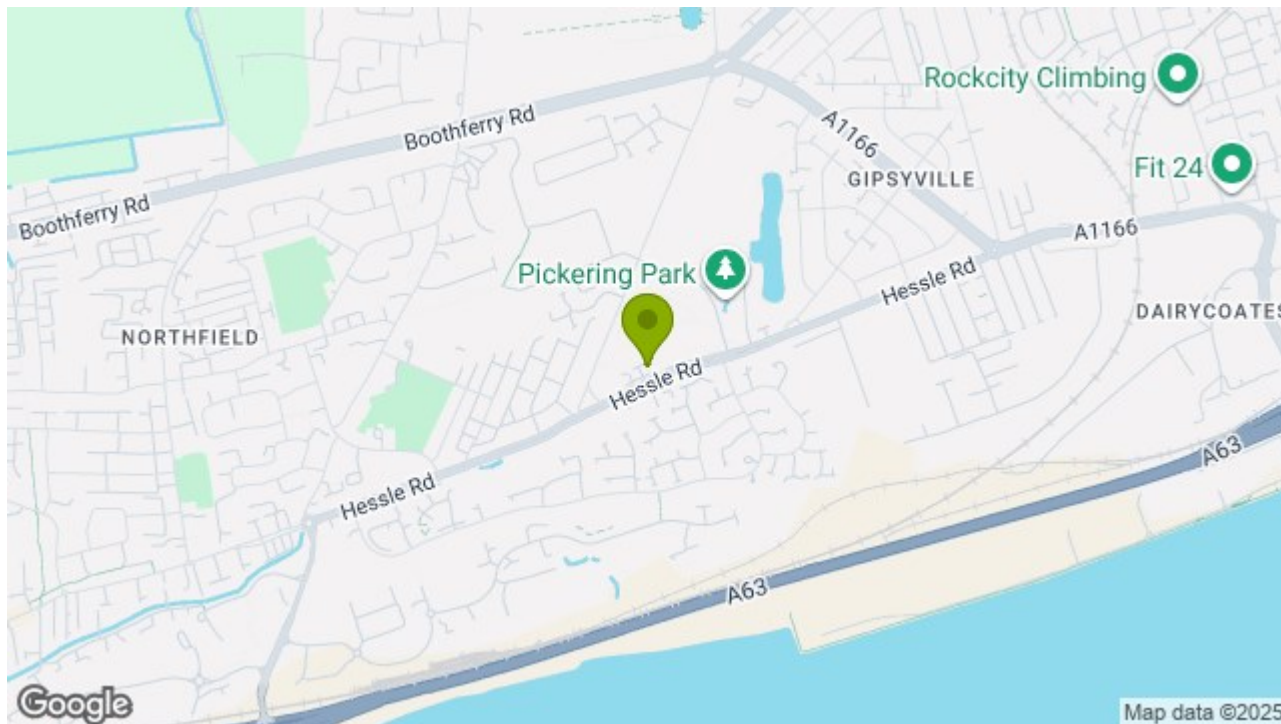 Rockcity Climbing
Boothferry Rd
A1166
Fit 24
GIPSYVILLE
Boothferry Rd
A1166
Pickering Park
Hessle Rd
NORTHFIELD
DAIRYCOATES
Hessle Rd
A63
Hessle Rd
A63
Google
Map data ©2025